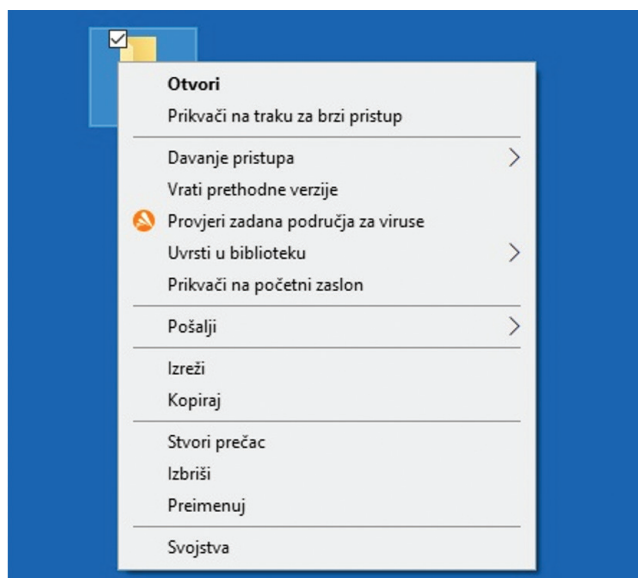 Otvori
Prikvači na traku za brzi pristup
Davanje pristupa
Vrati prethodne verzije
Provjeri zadana područja za viruse
Uvrsti u biblioteku
Prikvači na početni zaslon
Pošalji
Izreži
Kopiraj
Stvori prečac
Izbriši
Preimenuj
Svojstva